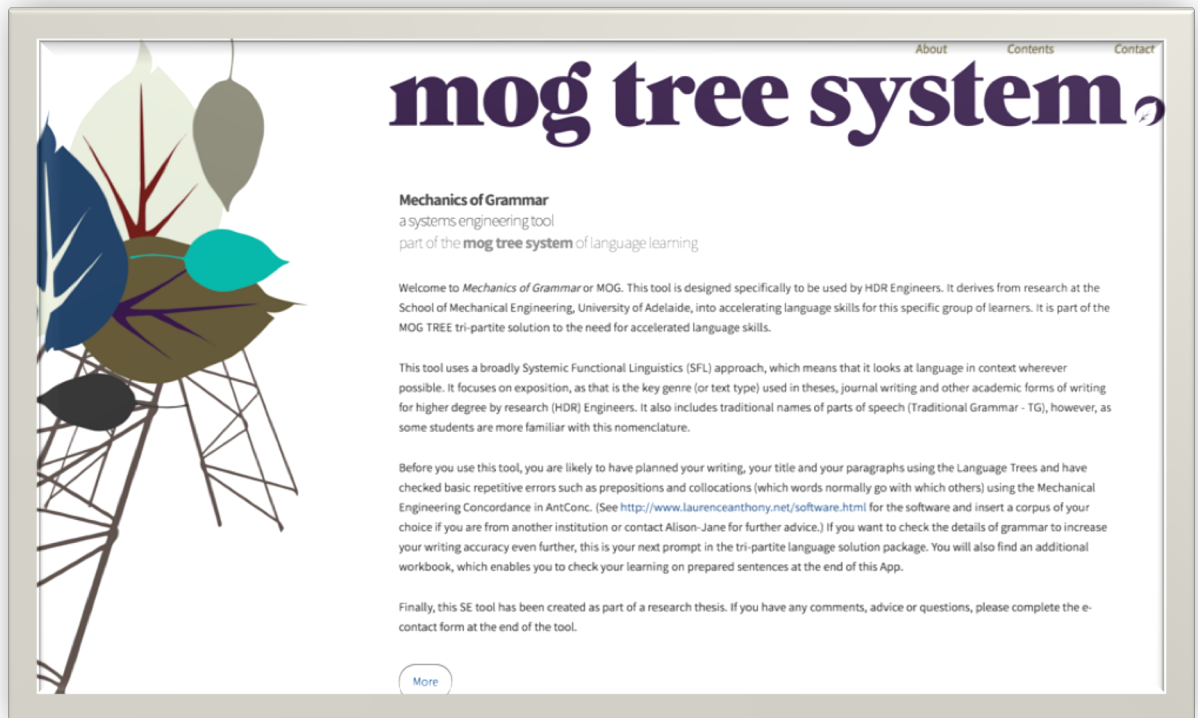 About Contents Contact
mog tree system.
Mechanics of Grammar
a systems engineering tool
part of the mog tree system of language learning
Welcome to Mechanics of Grammar or MOG. This tool is designed specifically to be used by HDR Engineers. It derives from research at the
School of Mechanical Engineering, University of Adelaide, into accelerating language skills for this specific group of learners. It is part of the
MOG TREE tri-partite solution to the need for accelerated language skills.
This tool uses a broadly Systemic Functional Linguistics (SFL) approach, which means that it looks at language in context wherever
possible. It focuses on exposition, as that is the key genre (or text type) used in theses, journal writing and other academic forms of writing
for higher degree by research (HDR) Engineers. It also includes traditional names of parts of speech (Traditional Grammar - TG), however, as
some students are more familiar with this nomenclature.
Before you use this tool, you are likely to have planned your writing, your title and your paragraphs using the Language Trees and have
checked basic repetitive errors such as prepositions and collocations (which words normally go with which others) using the Mechanical
Engineering Concordance in AntConc. (See http://www.laurenceanthony.net/software.html for the software and insert a corpus of your
choice if you are from another institution or contact Alison-Jane for further advice.) If you want to check the details of grammar to increase
your writing accuracy even further, this is your next prompt in the tri-partite language solution package. You will also find an additional
workbook, which enables you to check your learning on prepared sentences at the end of this App.
Finally, this SE tool has been created as part of a research thesis. If you have any comments, advice or questions, please complete the e-
contact form at the end of the tool.
More